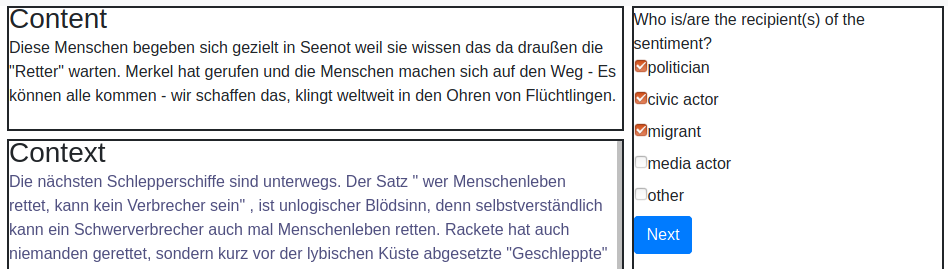 Content
Diese Menschen begeben sich gezielt in Seenot weil sie wissen das da draußen die
"Retter" warten. Merkel hat gerufen und die Menschen machen sich auf den Weg - Es
können alle kommen - wir schaffen das, klingt weltweit in den Ohren von Flüchtlingen.
Context
Die nächsten Schlepperschiffe sind unterwegs. Der Satz " wer Menschenleben
rettet, kann kein Verbrecher sein" , ist unlogischer Blödsinn, denn selbstverständlich
kann ein Schwerverbrecher auch mal Menschenleben retten. Rackete hat auch
niemanden gerettet, sondern kurz vor der lybischen Küste abgesetzte "Geschleppte"
Who is/are the recipient(s) of the
sentiment?
politician
civic actor
migrant
media actor
other
Next